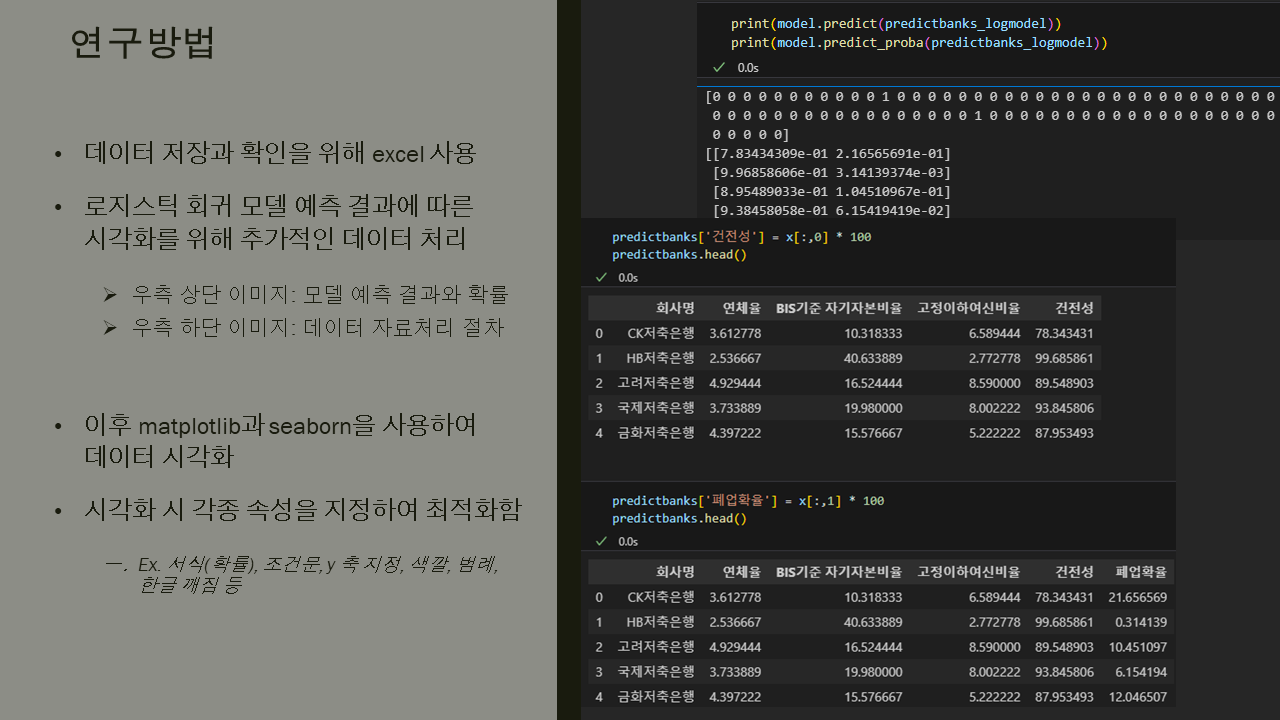 연구방법
• 데이터 저장과 확인을 위해 excel 사용
• 로지스틱 회귀 모델 예측 결과에 따른
시각화를 위해 추가적인 데이터 처리
➢ 우측 상단 이미지: 모델 예측 결과와 확률
➢ 우측 하단 이미지: 데이터 자료처리 절차
• 이후 matplotlib과 seaborn을 사용하여
데이터 시각화
• 시각화 시 각종 속성을 지정하여 최적화함
一. Ex. 서식(확률), 조건문, y 축 지정, 색깔, 범례,
한글 깨짐 등
print(model.predict(predictbanks_logmodel))
print(model.predict_proba(predictbanks_logmodel))
✓ 0.0s
[0 0 0 0 0 0 0 0 0 0 0 1 0 0 0 0 0 0 0 0 0 0 0 0 0 0 0 0 0 0 0 0 0 0 0 0 0
0 0 0 0 0 0 0 0 0 0 0 0 0 0 0 0 0 1 0 0 0 0 0 0 0 0 0 0 0 0 0 0 0 0 0 0 0
0 0 0 0 0]
[[7.83434309e-01 2.16565691e-01]
[9.96858606e-01 3.14139374e-03]
[8.95489033e-01 1.04510967e-01]
[9.38458058e-01 6.15419419e-02]
predictbanks['건전성'] = x[:,0] * 100
predictbanks.head()
✓ 0.0s
회사명 연체율 BIS기준 자기자본비율 고정이하여신비율 건전성
0 CK저축은행 3.612778 10.318333 6.589444 78.343431
1 HB저축은행 2.536667 40.633889 2.772778 99.685861
2 고려저축은행 4.929444 16.524444 8.590000 89.548903
3 국제저축은행 3.733889 19.980000 8.002222 93.845806
4 금화저축은행 4.397222 15.576667 5.222222 87.953493
predictbanks['폐업확율'] = x[:,1] * 100
predictbanks.head()
✓ 0.0s
회사명 연체율 BIS기준 자기자본비율 고정이하여신비율 건전성 폐업확율
0 CK저축은행 3.612778 10.318333 6.589444 78.343431 21.656569
1 HB저축은행 2.536667 40.633889 2.772778 99.685861 0.314139
2 고려저축은행 4.929444 16.524444 8.590000 89.548903 10.451097
3 국제저축은행 3.733889 19.980000 8.002222 93.845806 6.154194
4 금화저축은행 4.397222 15.576667 5.222222 87.953493 12.046507